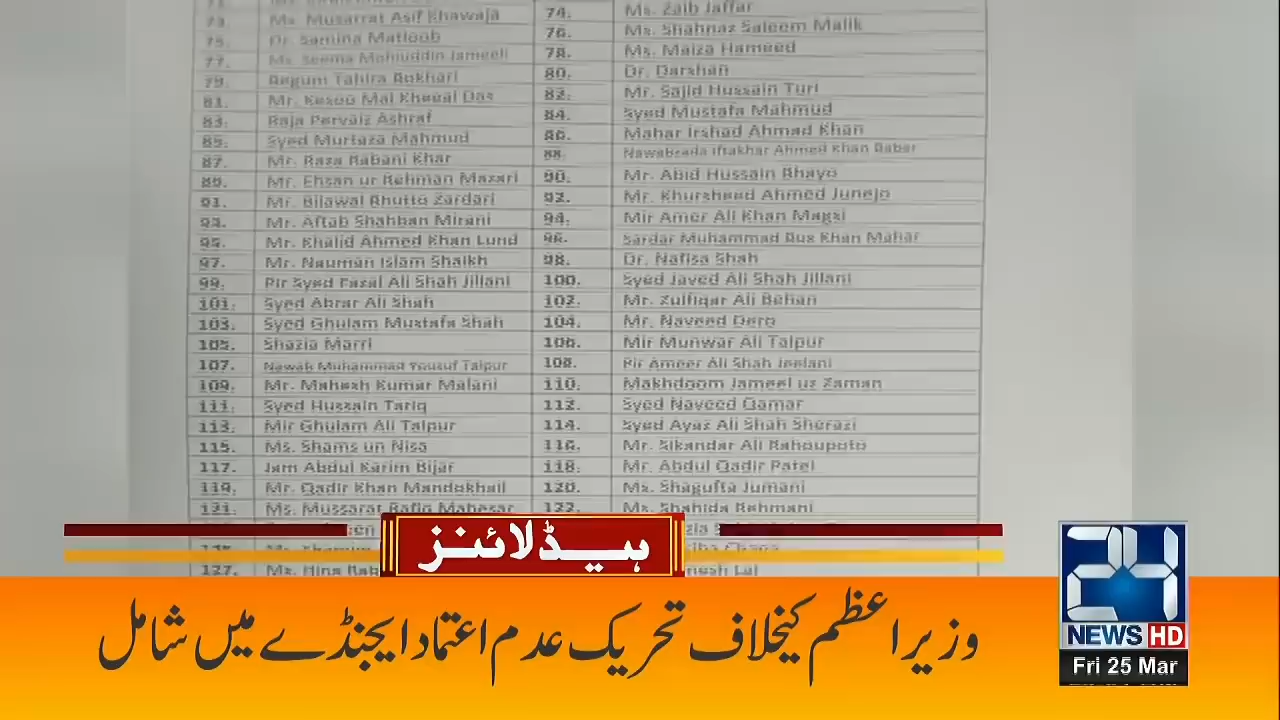 73. Ms. Musarrat Asif Khawaja 74. Ms. Zaib Jaffar
75. Dr. Samina Matloob 76. Ms. Shahnaz Saleem Malik
77. Ms. Seema Mohiuddin Jameeli 78. Ms. Maiza Hameed
79. Begum Tahira Bokhari 80. Dr. Darshan
81. Mr. Kesoo Mal Kheeal Das 82. Mr. Sajid Hussain Turi
83. Raja Pervaiz Ashraf 84. Syed Mustafa Mahmud
85. Syed Murtaza Mahmud 86. Mahar Irshad Ahmad Khan
87. Mr. Raza Rabani Khar 88. Nawabzada Iftakhar Ahmed Khan Babar
89. Mr. Ehsan ur Rehman Mazari 90. Mr. Abid Hussain Bhayo
91. Mr. Bilawal Bhutto Zardari 92. Mr. Khursheed Ahmed Junejo
93. Mr. Aftab Shahban Mirani 94. Mir Amer Ali Khan Magsi
95. Mr. Khalid Ahmed Khan Lund 96. Sardar Muhammad Bux Khan Mahar
97. Mr. Nauman Islam Shaikh 98. Dr. Nafisa Shah
99. Pir Syed Fazal Ali Shah Jillani 100. Syed Javed Ali Shah Jillani
101. Syed Abrar Ali Shah 102. Mr. Zulfiqar Ali Behan
103. Syed Ghulam Mustafa Shah 104. Mr. Naveed Dero
105. Shazia Marri 106. Mir Munwar Ali Talpur
107. Nawab Muhammad Yousuf Talpur 108. Pir Ameer Ali Shah Jeelani
109. Mr. Mahesh Kumar Malani 110. Makhdoom Jameel uz Zaman
111. Syed Hussain Tariq 112. Syed Naveed Qamar
113. Mir Ghulam Ali Talpur 114. Syed Ayaz Ali Shah Sherazi
115. Ms. Shams un Nisa 116. Mr. Sikandar Ali Rahoupoto
117. Jam Abdul Karim Bijar 118. Mr. Abdul Qadir Patel
119. Mr. Qadir Khan Mandokhail 120. Ms. Shagufta Jumani
121. Ms. Mussarat Rafiq Mahesar 122. Ms. Shahida Rehmani
127. Ms. Hina
ہیڈلائنز
وزیراعظم کیخلاف تحریک عدم اعتماد ایجنڈے میں شامل
24
NEWS HD
Fri 25 Mar